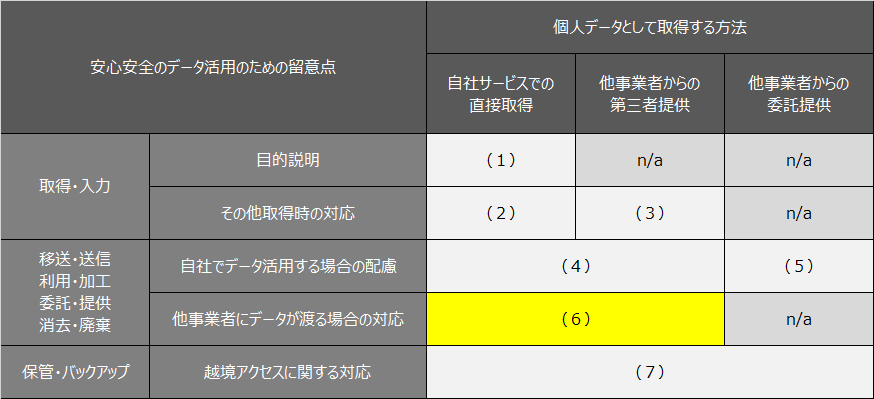 安心安全のデータ活用のための留意点
個人データとして取得する方法
自社サービスでの
直接取得
他事業者からの
第三者提供
他事業者からの
委託提供
取得・入力
目的説明
（１）
n/a
n/a
その他取得時の対応
（２）
（３）
n/a
移送・送信
利用・加工
委託・提供
消去・廃棄
自社でデータ活用する場合の配慮
（４）
（５）
他事業者にデータが渡る場合の対応
（６）
n/a
保管・バックアップ
越境アクセスに関する対応
（７）